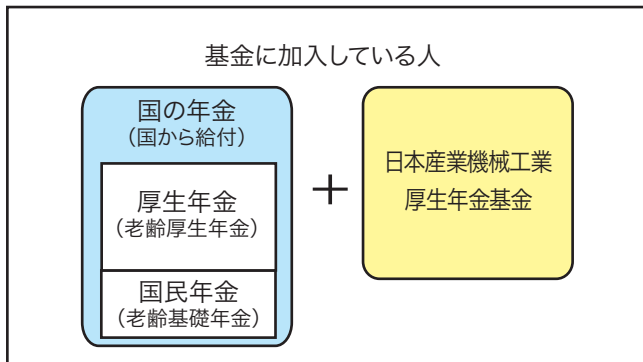 基金に加入している人
国の年金
（国から給付）
厚生年金
（老齢厚生年金）
国民年金
（老齢基礎年金）
＋
日本産業機械工業
厚生年金基金